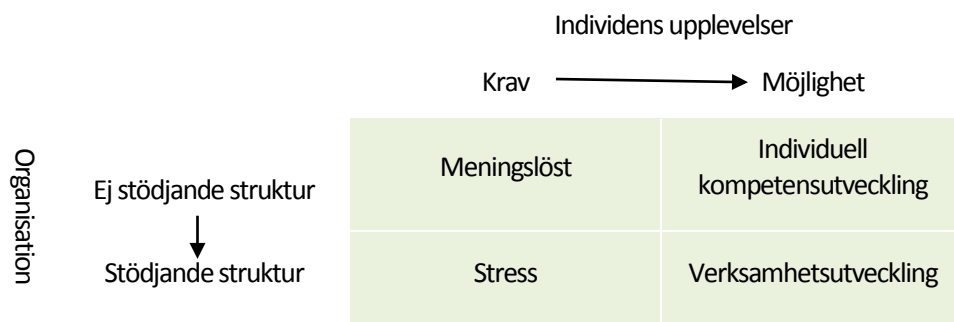 Individens upplevelser
Krav Möjlighet
Organisation
Ej stödjande struktur
Meningslöst
Individuell
kompetensutveckling
Stödjande struktur
Stress
Verksamhetsutveckling